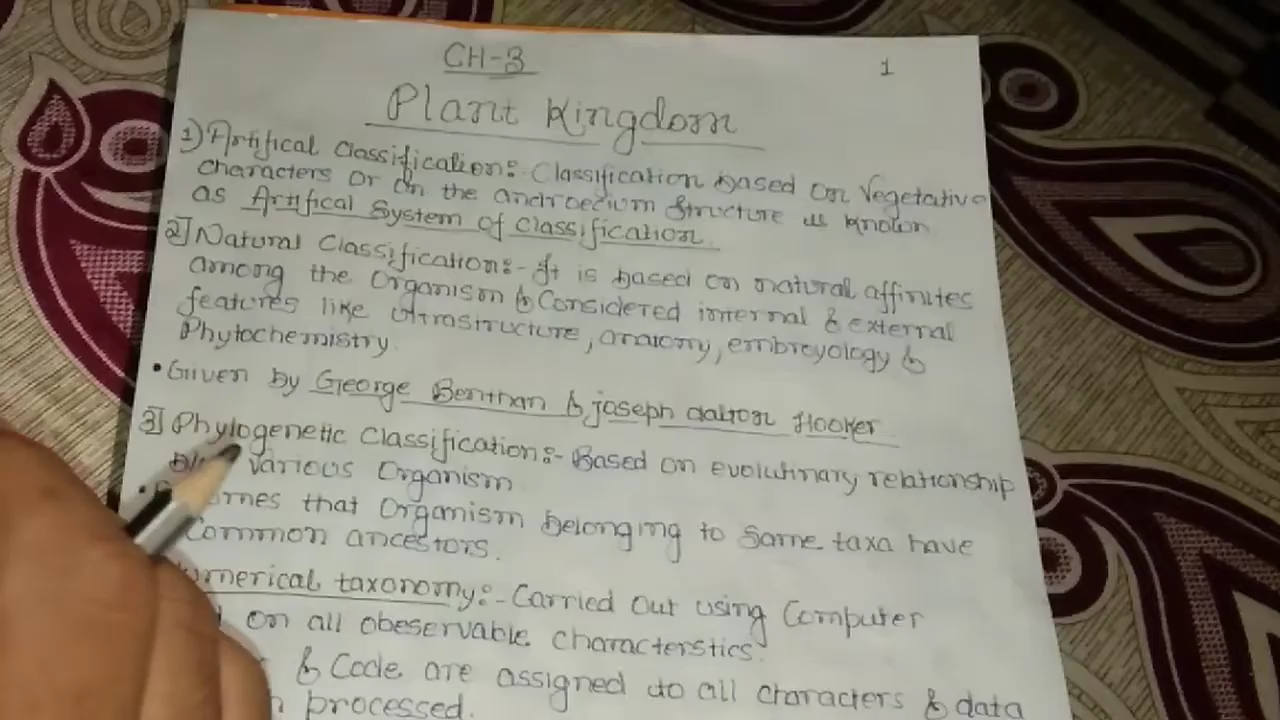 CH-3
1
Plant Kingdom
1) Artifical Classification:- Classification based on Vegetative
characters or on the androecium structure is known
as Artifical System of Classification.
2] Natural Classification:- It is based on natural affinites
among the Organism & Considered internal & external
features like ultrastructure, anatomy, embreyology &
Phytochemistry.
• Given by George Benthan & joseph dalton Hooker
3] Phylogenetic Classification:- Based on evolutinary relationship
various Organism
that Organism belonging to same taxa have
Common ancestors.
taxonomy:- Carried out using Computer
on all obeservable characterstics.
& Code are assigned to all characters & data
processed.